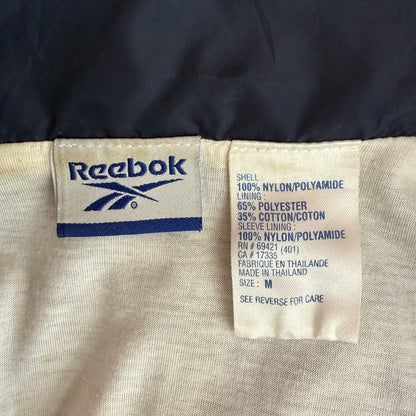 Reebok
®
SHELL:
100% NYLON/POLYAMIDE
LINING:
65% POLYESTER
35% COTTON/COTON
SLEEVE LINING:
100% NYLON/POLYAMIDE
RN# 69421 (401)
CA# 17335
FABRIQUE EN THAILANDE
MADE IN THAILAND
SIZE: M
SEE REVERSE FOR CARE